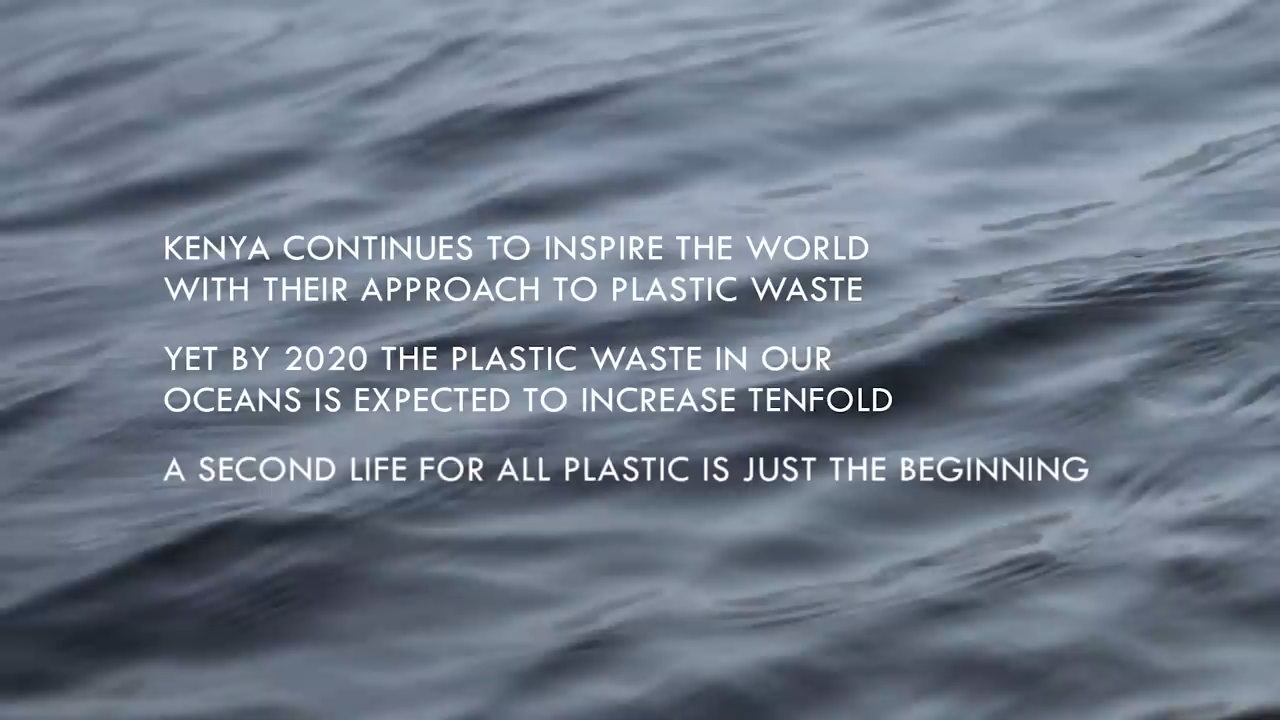 KENYA CONTINUES TO INSPIRE THE WORLD
WITH THEIR APPROACH TO PLASTIC WASTE
YET BY 2020 THE PLASTIC WASTE IN OUR
OCEANS IS EXPECTED TO INCREASE TENFOLD
A SECOND LIFE FOR ALL PLASTIC IS JUST THE BEGINNING